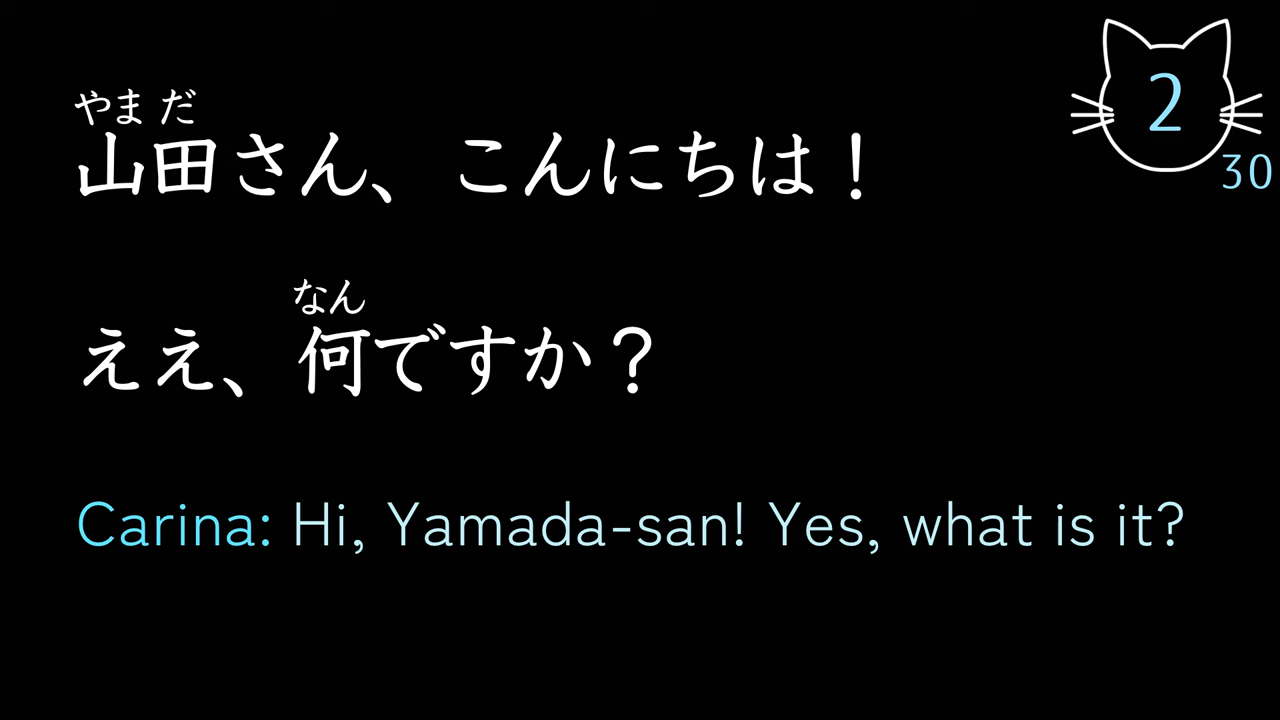 やまだ
山田さん、こんにちは！
なん
ええ、何ですか？
Carina: Hi, Yamada-san! Yes, what is it?
2
30